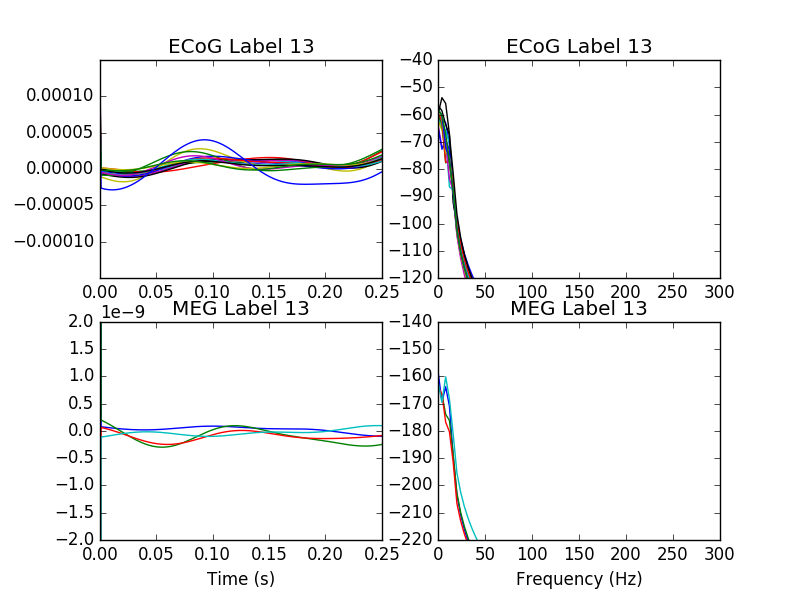 ECoG Label 13
0.00010
0.00005
0.00000
−0.00005
−0.00010
0.00 0.05 0.10 0.15 0.20 0.25
ECoG Label 13
−40
−50
−60
−70
−80
−90
−100
−110
−120
0 50 100 150 200 250 300
MEG Label 13
1e−9
2.0
1.5
1.0
0.5
0.0
−0.5
−1.0
−1.5
−2.0
0.00 0.05 0.10 0.15 0.20 0.25
Time (s)
MEG Label 13
−140
−150
−160
−170
−180
−190
−200
−210
−220
0 50 100 150 200 250 300
Frequency (Hz)